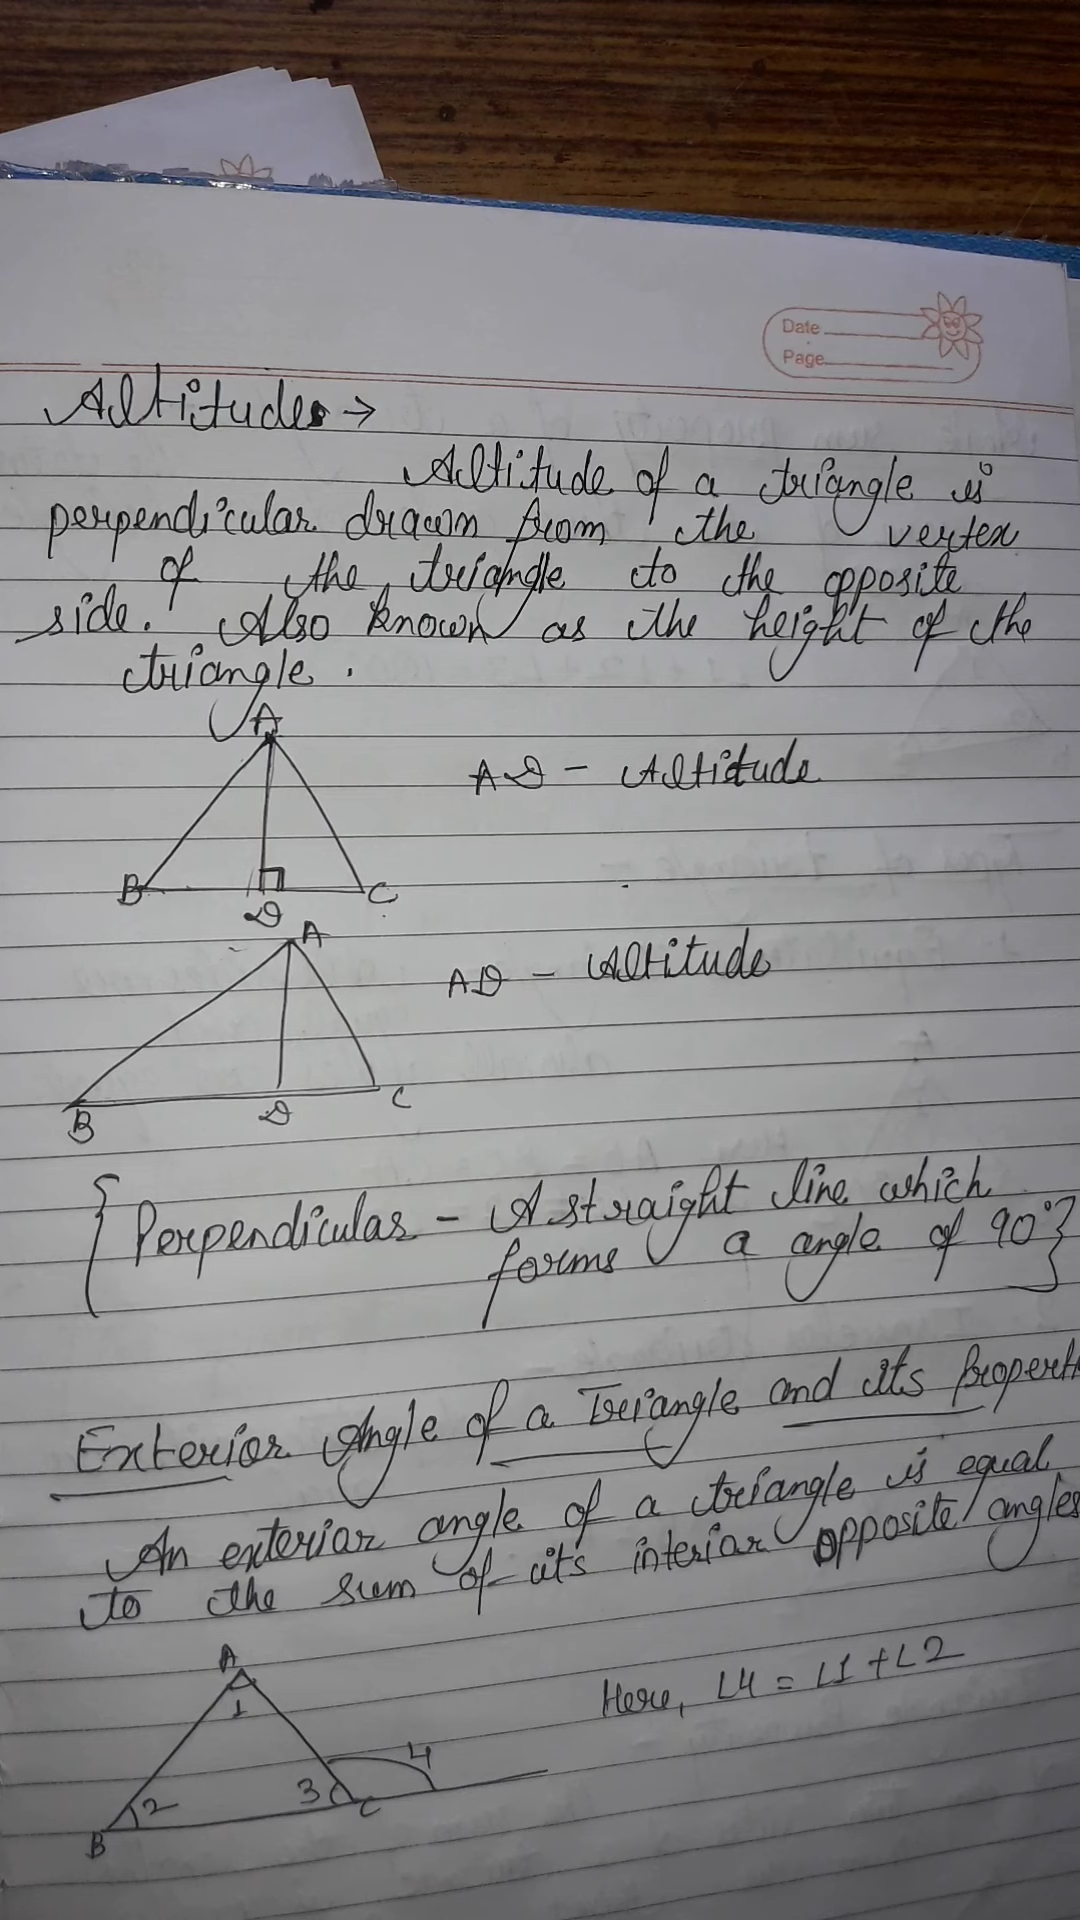 Date
Page
Altitudes →
Altitude of a triangle is
perpendicular drawn from the vertex
of the triangle to the opposite
side. Also known as the height of the
triangle.
A
AD - Altitude
B
C
D
A
AD - Altitude
B
D
C
{ Perpendicular - A straight line which
forms a angle of 90° }
Exterior Angle of a Triangle and its Propert
An exterior angle of a triangle is equal
to the sum of its interior opposite angles
A
1
Here, ∠4 = ∠1 + ∠2
4
2
3
C
B